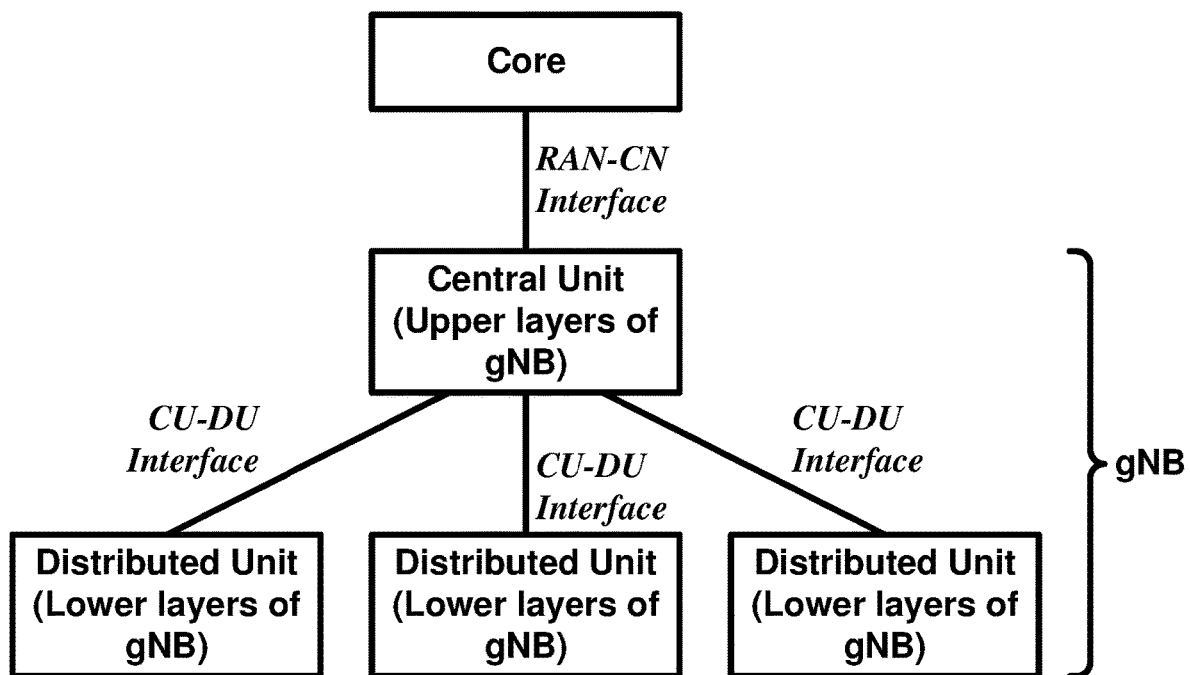 Core
RAN-CN
Interface
Central Unit
(Upper layers of
gNB)
CU-DU
Interface
CU-DU
Interface
CU-DU
Interface
gNB
Distributed Unit
(Lower layers of
gNB)
Distributed Unit
(Lower layers of
gNB)
Distributed Unit
(Lower layers of
gNB)